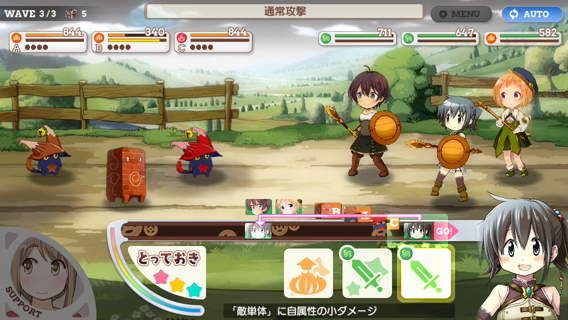 WAVE 3/3 5
通常攻撃
MENU
AUTO
844
A
340
B
844
C
711
647
582
B
C
GO!
とっておき
SUPPORT
「敵単体」に自属性の小ダメージ